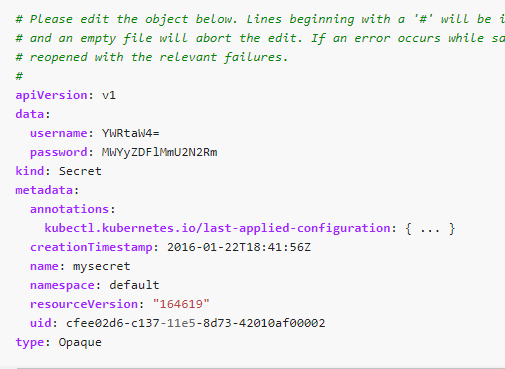 # Please edit the object below. Lines beginning with a '#' will be i
# and an empty file will abort the edit. If an error occurs while sa
# reopened with the relevant failures.
#
apiVersion: v1
data:
  username: YWRtaW4=
  password: MWYyZDFlMmU2N2Rm
kind: Secret
metadata:
  annotations:
    kubectl.kubernetes.io/last-applied-configuration: { ... }
  creationTimestamp: 2016-01-22T18:41:56Z
  name: mysecret
  namespace: default
  resourceVersion: "164619"
  uid: cfee02d6-c137-11e5-8d73-42010af00002
type: Opaque